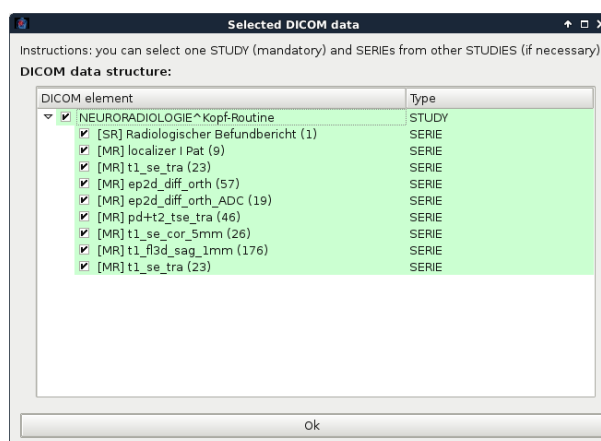 Selected DICOM data
Instructions: you can select one STUDY (mandatory) and SERIEs from other STUDIES (if necessary)
DICOM data structure:
DICOM element Type
NEURORADIOLOGIE^Kopf-Routine STUDY
[SR] Radiologischer Befundbericht (1) SERIE
[MR] localizer I Pat (9) SERIE
[MR] t1_se_tra (23) SERIE
[MR] ep2d_diff_orth (57) SERIE
[MR] ep2d_diff_orth_ADC (19) SERIE
[MR] pd+t2_tse_tra (46) SERIE
[MR] t1_se_cor_5mm (26) SERIE
[MR] t1_fl3d_sag_1mm (176) SERIE
[MR] t1_se_tra (23) SERIE
Ok